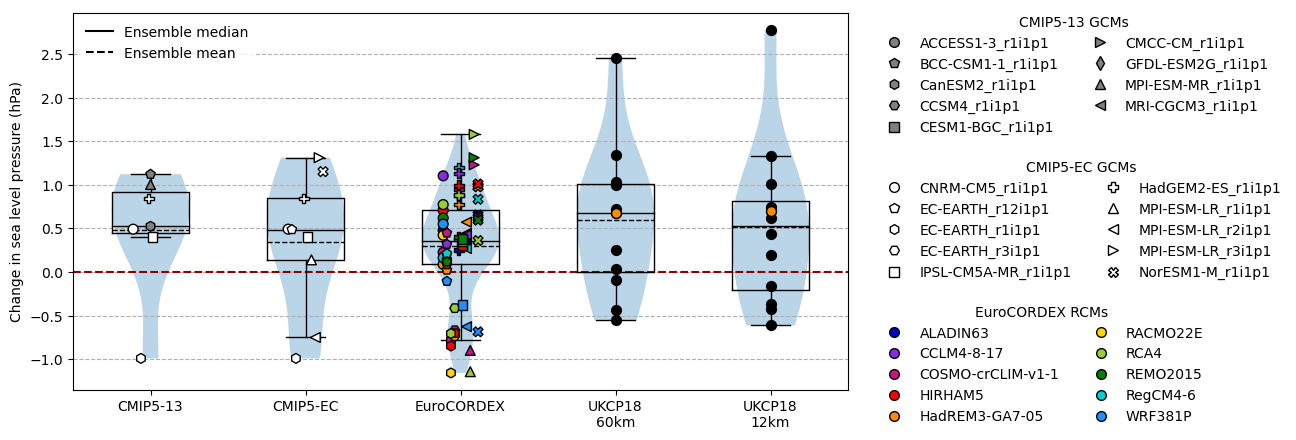 Change in sea level pressure (hPa)
2.5
2.0
1.5
1.0
0.5
0.0
−0.5
−1.0
Ensemble median
Ensemble mean
CMIP5-13
CMIP5-EC
EuroCORDEX
UKCP18
60km
UKCP18
12km
CMIP5-13 GCMs
ACCESS1-3_r1i1p1
BCC-CSM1-1_r1i1p1
CanESM2_r1i1p1
CCSM4_r1i1p1
CESM1-BGC_r1i1p1
CMCC-CM_r1i1p1
GFDL-ESM2G_r1i1p1
MPI-ESM-MR_r1i1p1
MRI-CGCM3_r1i1p1
CMIP5-EC GCMs
CNRM-CM5_r1i1p1
EC-EARTH_r12i1p1
EC-EARTH_r1i1p1
EC-EARTH_r3i1p1
IPSL-CM5A-MR_r1i1p1
HadGEM2-ES_r1i1p1
MPI-ESM-LR_r1i1p1
MPI-ESM-LR_r2i1p1
MPI-ESM-LR_r3i1p1
NorESM1-M_r1i1p1
EuroCORDEX RCMs
ALADIN63
CCLM4-8-17
COSMO-crCLIM-v1-1
HIRHAM5
HadREM3-GA7-05
RACMO22E
RCA4
REMO2015
RegCM4-6
WRF381P